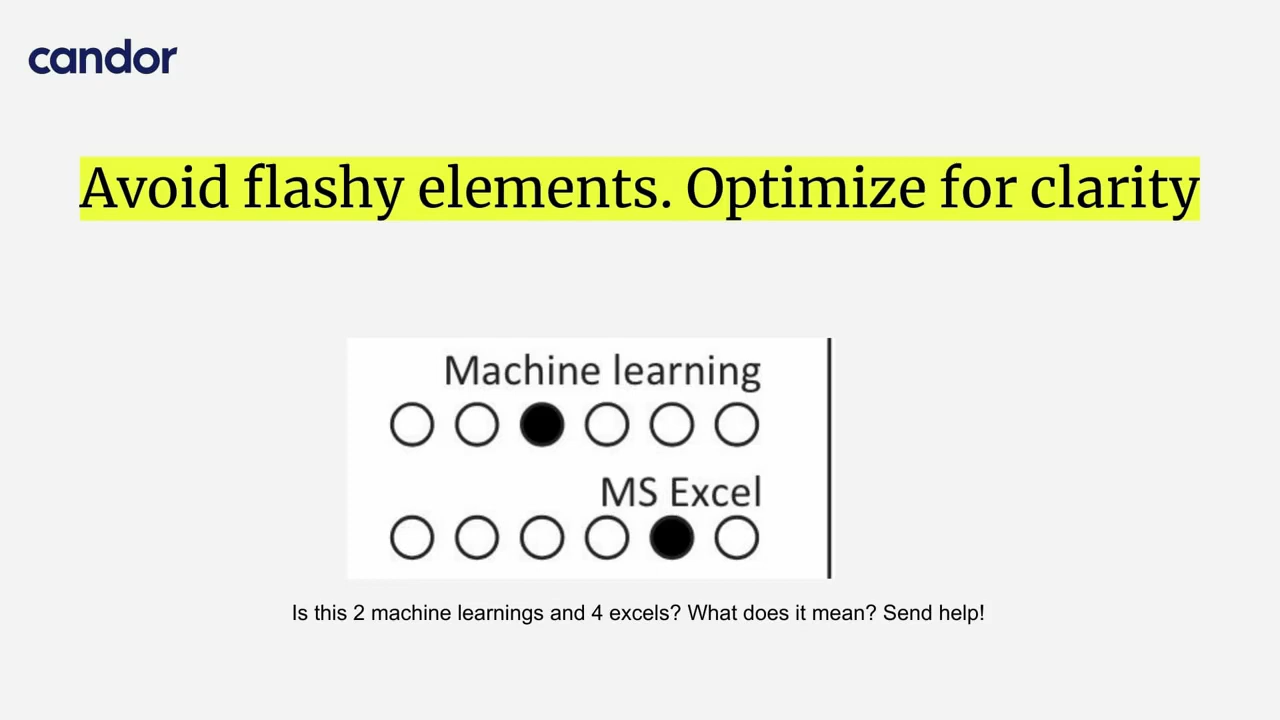 candor
Avoid flashy elements. Optimize for clarity
Machine learning
MS Excel
Is this 2 machine learnings and 4 excels? What does it mean? Send help!